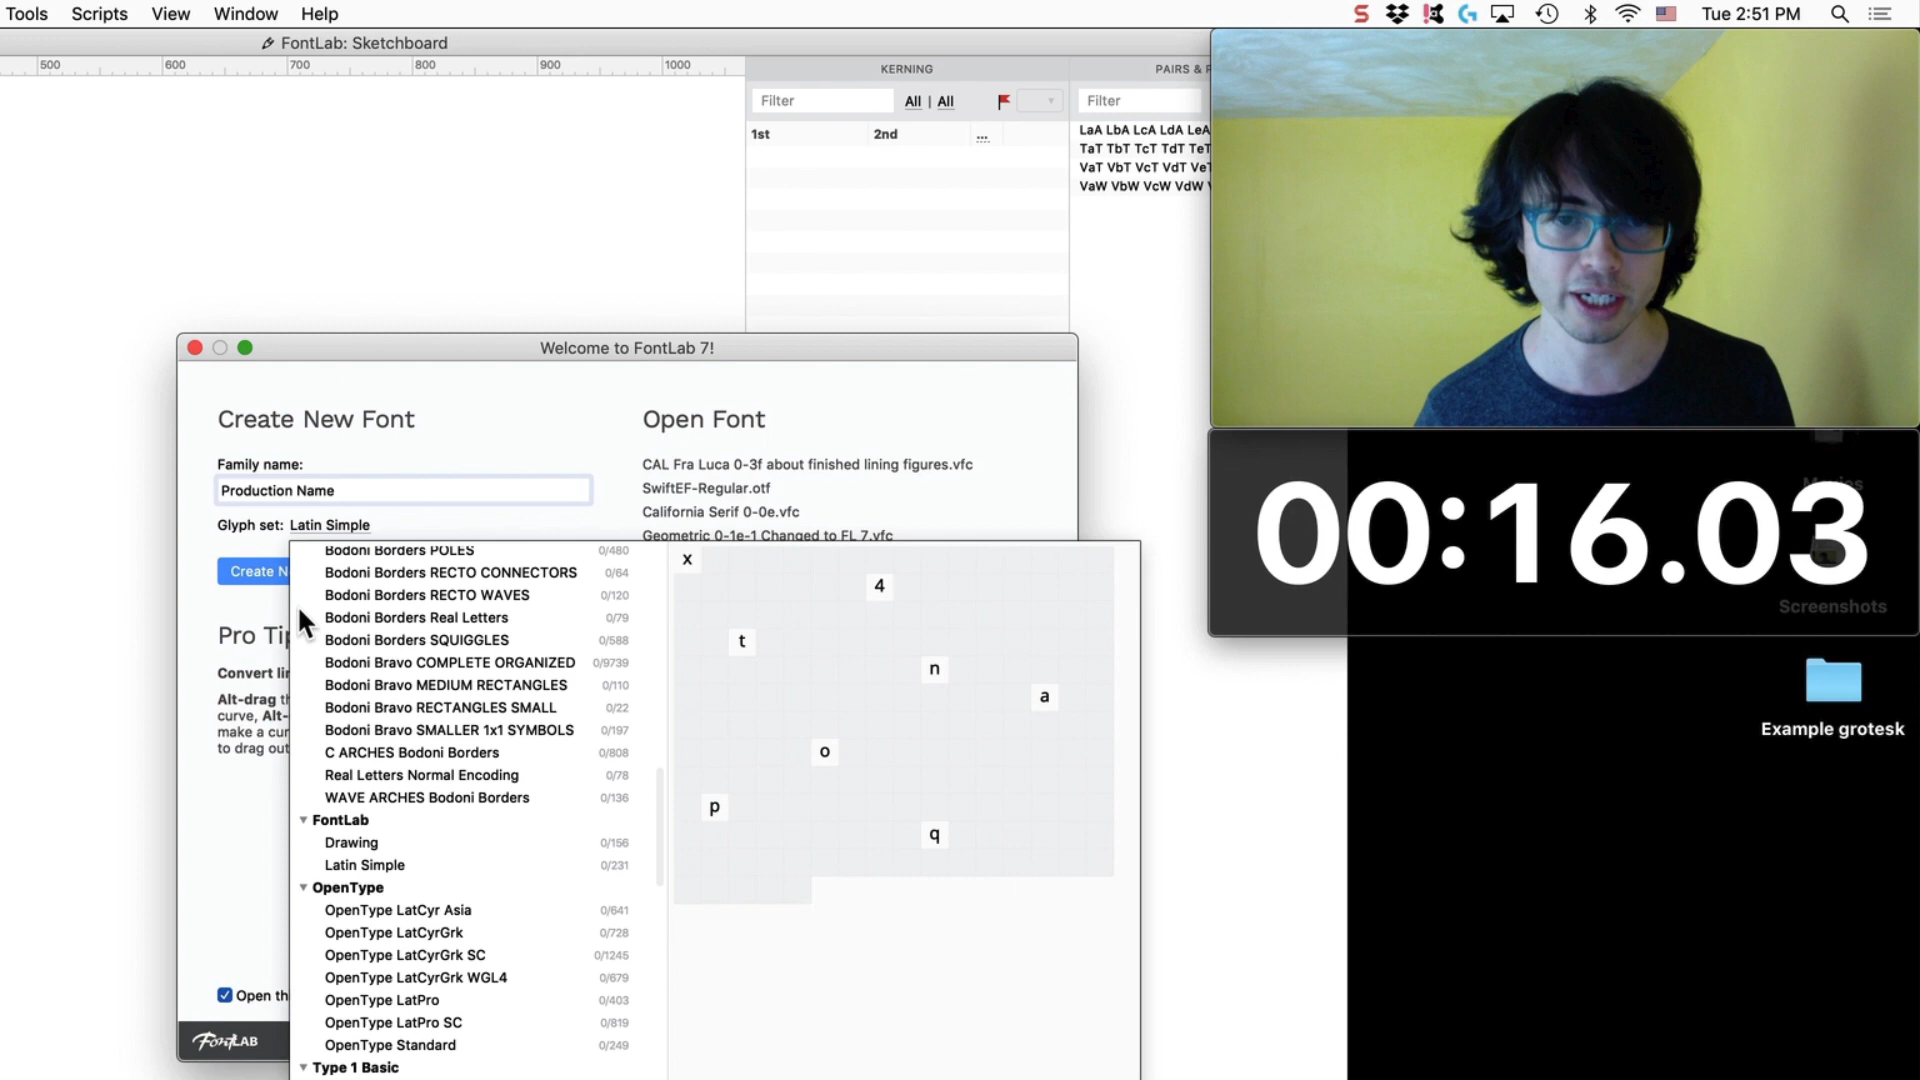 Tools Scripts View Window Help
Tue 2:51 PM
FontLab: Sketchboard
500 600 700 800 900 1000
KERNING
Filter All | All
1st 2nd ...
PAIRS & P
Filter
LaA LbA LcA LdA LeA
TaT TbT TcT TdT TeT
VaT VbT VcT VdT VeT
VaW VbW VcW VdW
Welcome to FontLab 7!
Create New Font
Family name:
Production Name
Glyph set: Latin Simple
Create N
Open Font
CAL Fra Luca 0-3f about finished lining figures.vfc
SwiftEF-Regular.otf
California Serif 0-0e.vfc
Geometric 0-1e-1 Changed to FL 7.vfc
Pro Tip
Convert lin
Alt-drag th
curve, Alt-
make a cur
to drag out
Open thi
FontLAB
Bodoni Borders POLES 0/480
Bodoni Borders RECTO CONNECTORS 0/64
Bodoni Borders RECTO WAVES 0/120
Bodoni Borders Real Letters 0/79
Bodoni Borders SQUIGGLES 0/588
Bodoni Bravo COMPLETE ORGANIZED 0/9739
Bodoni Bravo MEDIUM RECTANGLES 0/110
Bodoni Bravo RECTANGLES SMALL 0/22
Bodoni Bravo SMALLER 1x1 SYMBOLS 0/197
C ARCHES Bodoni Borders 0/808
Real Letters Normal Encoding 0/78
WAVE ARCHES Bodoni Borders 0/136
FontLab
Drawing 0/156
Latin Simple 0/231
OpenType
OpenType LatCyr Asia 0/641
OpenType LatCyrGrk 0/728
OpenType LatCyrGrk SC 0/1245
OpenType LatCyrGrk WGL4 0/679
OpenType LatPro 0/403
OpenType LatPro SC 0/819
OpenType Standard 0/249
Type 1 Basic
x
4
t
n
a
o
p
q
00:16.03
Movies
Screenshots
Example grotesk